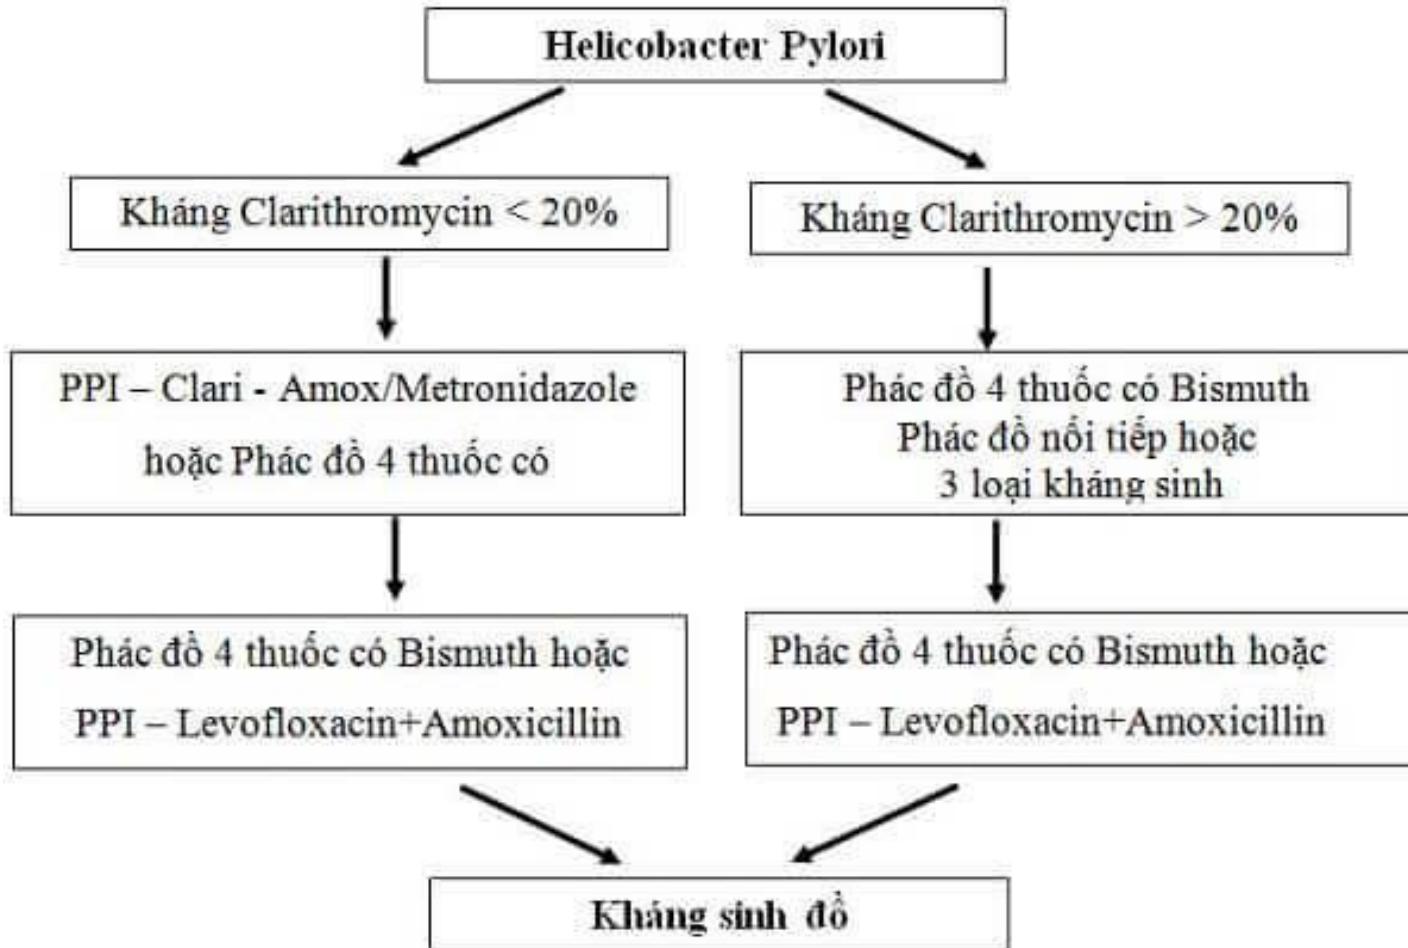 Helicobacter Pylori
Kháng Clarithromycin < 20%
Kháng Clarithromycin > 20%
PPI – Clari - Amox/Metronidazole
hoặc Phác đồ 4 thuốc có
Phác đồ 4 thuốc có Bismuth
Phác đồ nối tiếp hoặc
3 loại kháng sinh
Phác đồ 4 thuốc có Bismuth hoặc
PPI – Levofloxacin+Amoxicillin
Phác đồ 4 thuốc có Bismuth hoặc
PPI – Levofloxacin+Amoxicillin
Kháng sinh đồ